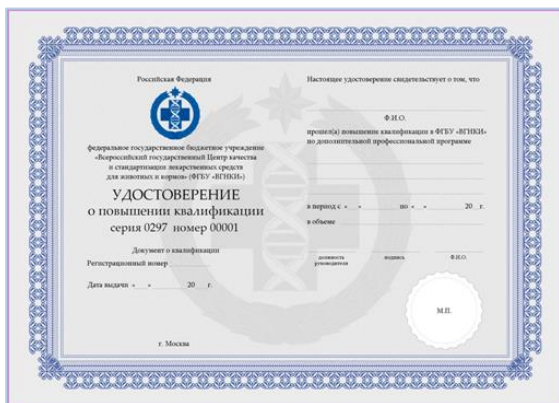 Российская Федерация
федеральное государственное бюджетное учреждение
«Всероссийский государственный Центр качества
и стандартизации лекарственных средств
для животных и кормов» (ФГБУ «ВГНКИ»)
УДОСТОВЕРЕНИЕ
о повышении квалификации
серия 0297 номер 00001
Документ о квалификации
Регистрационный номер
Дата выдачи « » 20 г.
г. Москва
Настоящее удостоверение свидетельствует о том, что
Ф.И.О.
прошел(а) повышение квалификации в ФГБУ «ВГНКИ»
по дополнительной профессиональной программе
в период с « » по « » 20 г.
в объеме
должность руководителя
подпись
Ф.И.О.
М.П.